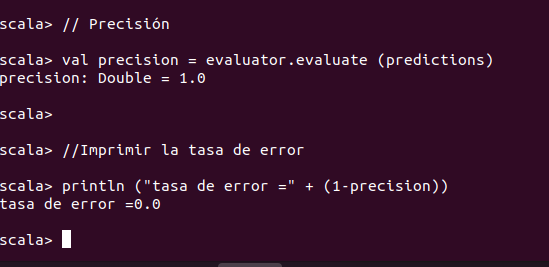 scala> // Precisión
scala> val precision = evaluator.evaluate (predictions)
precision: Double = 1.0
scala>
scala> //Imprimir la tasa de error
scala> println ("tasa de error =" + (1-precision))
tasa de error =0.0
scala>